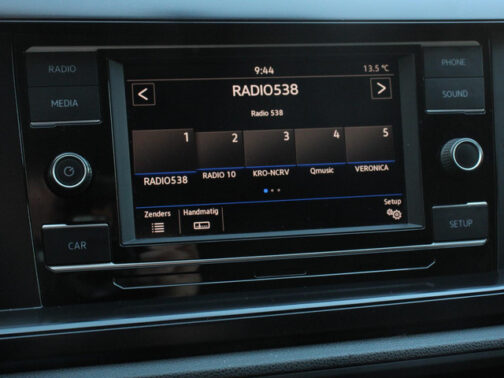 RADIO
MEDIA
CAR
9:44
13.5 °C
<
RADIO538
>
Radio 538
1
2
3
4
5
RADIO538
RADIO 10
KRO-NCRV
Qmusic
VERONICA
Zenders
Handmatig
Setup
PHONE
SOUND
SETUP